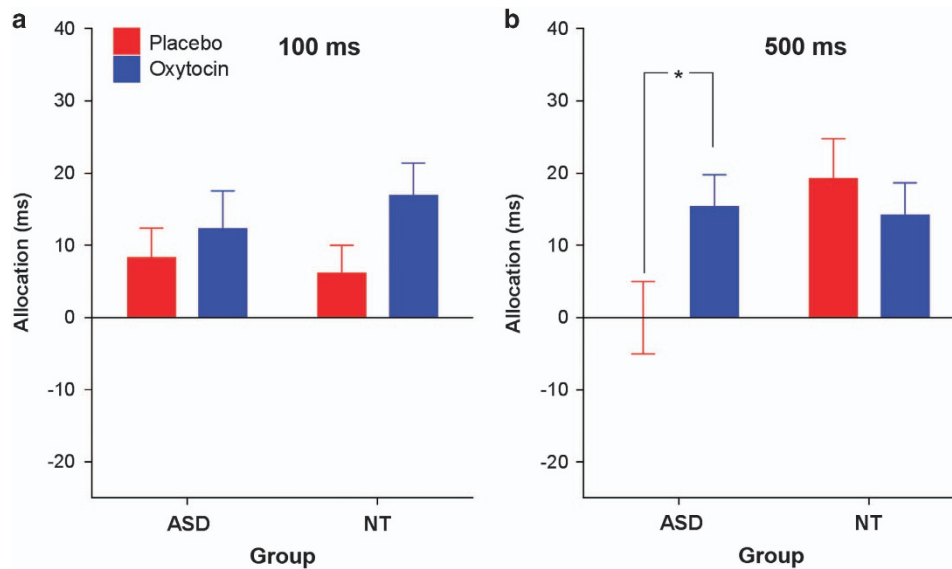 a
100 ms
Placebo
Oxytocin
Allocation (ms)
40
30
20
10
0
-10
-20
ASD
NT
Group
b
500 ms
*
Allocation (ms)
40
30
20
10
0
-10
-20
ASD
NT
Group